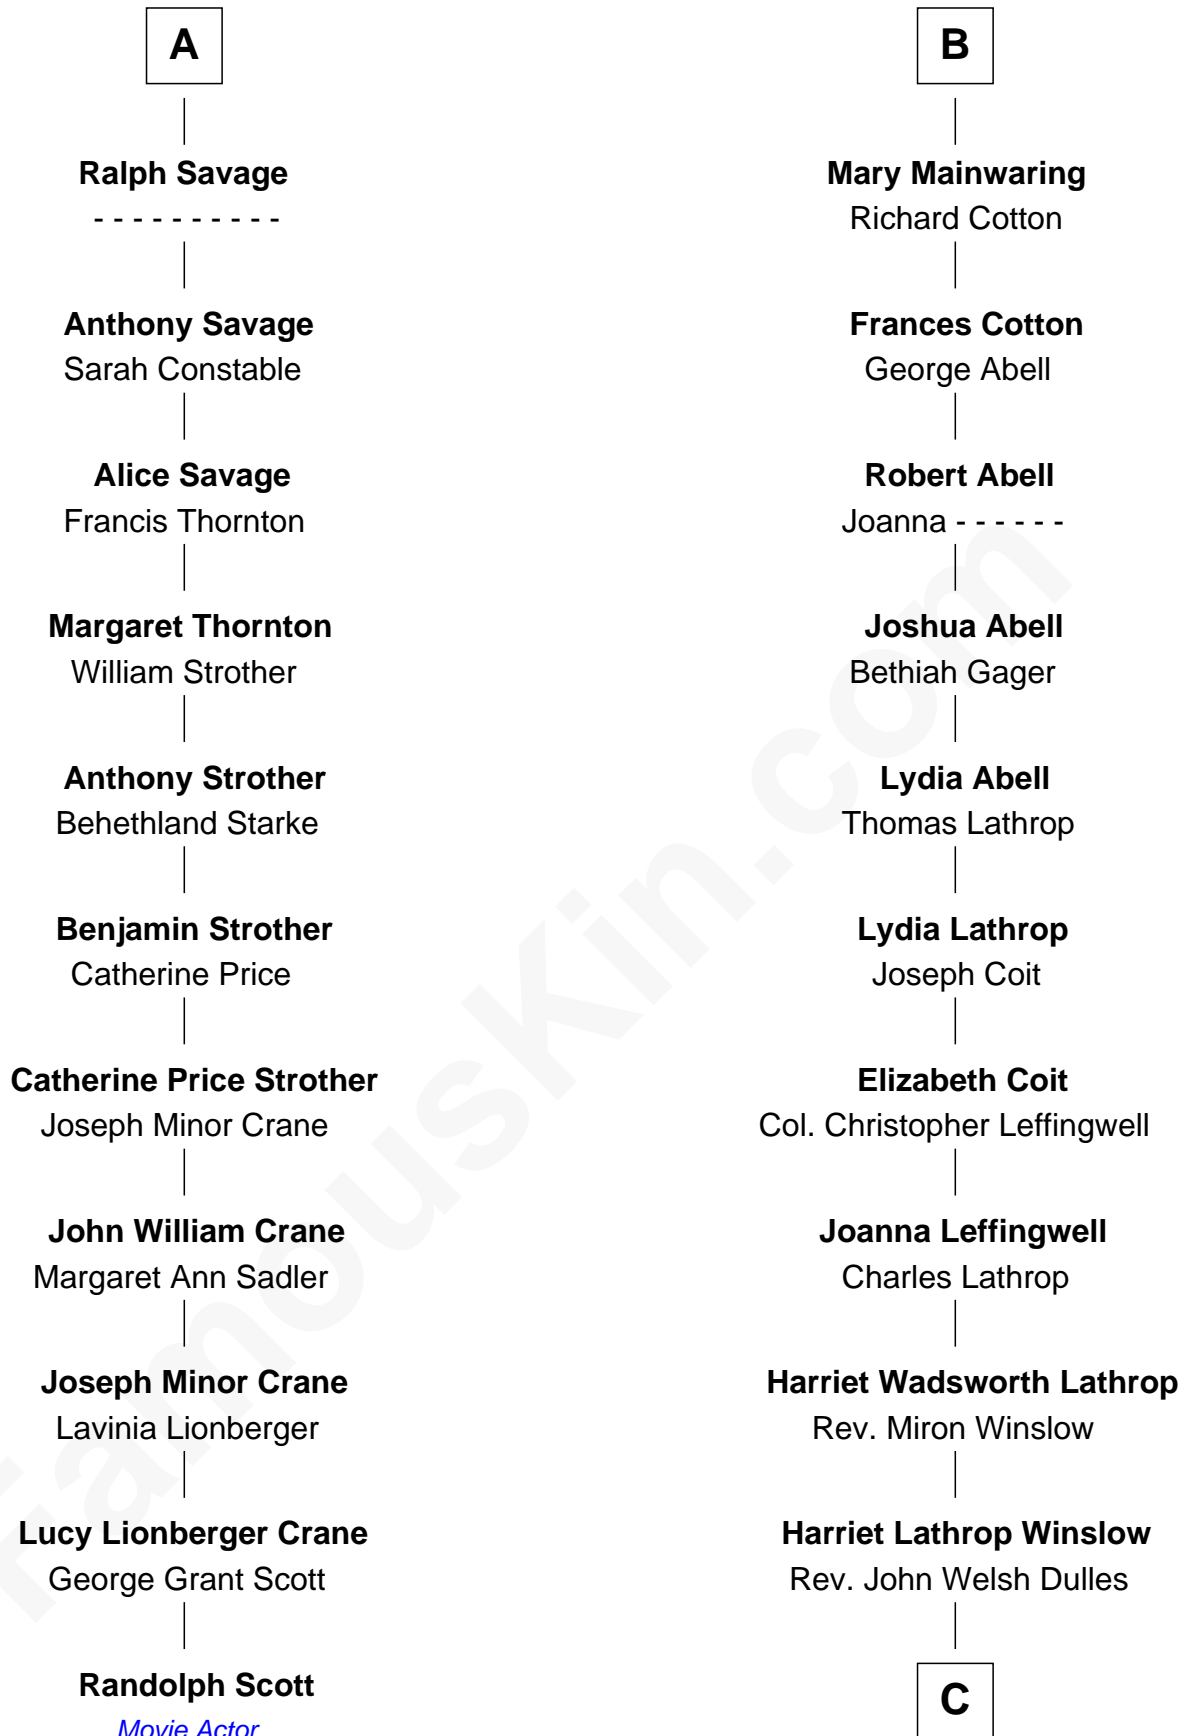 A
Ralph Savage
- - - - - - - - - -
Anthony Savage
Sarah Constable
Alice Savage
Francis Thornton
Margaret Thornton
William Strother
Anthony Strother
Behethland Starke
Benjamin Strother
Catherine Price
Catherine Price Strother
Joseph Minor Crane
John William Crane
Margaret Ann Sadler
Joseph Minor Crane
Lavinia Lionberger
Lucy Lionberger Crane
George Grant Scott
Randolph Scott
Movie Actor
B
Mary Mainwaring
Richard Cotton
Frances Cotton
George Abell
Robert Abell
Joanna - - - - - -
Joshua Abell
Bethiah Gager
Lydia Abell
Thomas Lathrop
Lydia Lathrop
Joseph Coit
Elizabeth Coit
Col. Christopher Leffingwell
Joanna Leffingwell
Charles Lathrop
Harriet Wadsworth Lathrop
Rev. Miron Winslow
Harriet Lathrop Winslow
Rev. John Welsh Dulles
C
FamousKin.com